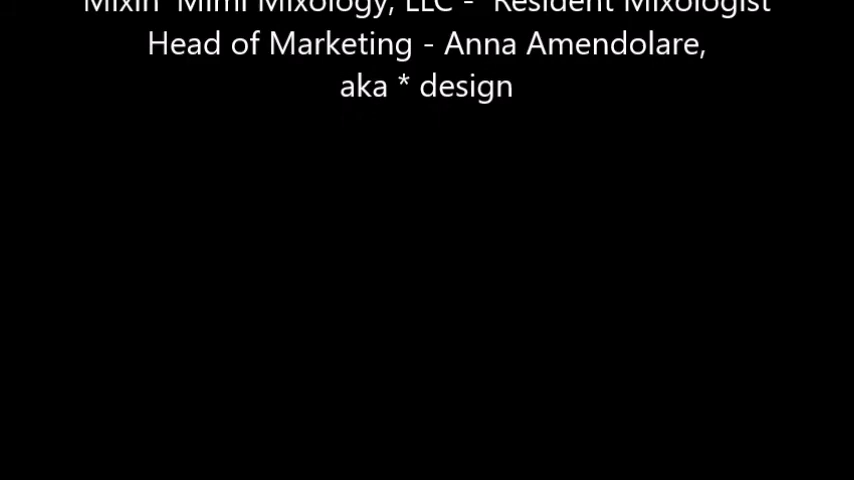 Mixin' Mimi Mixology, LLC - Resident Mixologist
Head of Marketing - Anna Amendolare,
aka * design